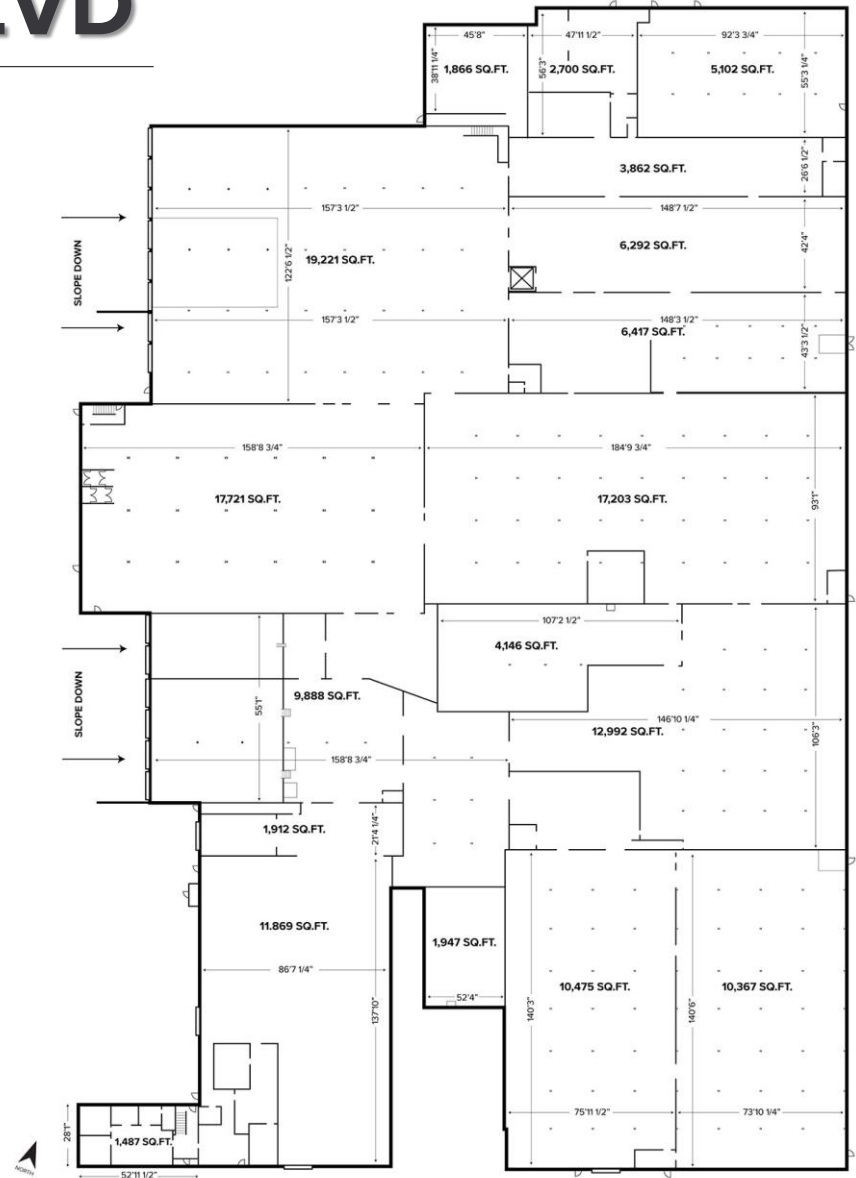 LVD
45'8"
47'11 1/2"
92'3 3/4"
38'11 1/4"
1,866 SQ.FT.
56'3"
2,700 SQ.FT.
5,102 SQ.FT.
55'3 1/4"
3,862 SQ.FT.
26'6 1/2"
157'3 1/2"
148'7 1/2"
SLOPE DOWN
122'6 1/2"
19,221 SQ.FT.
6,292 SQ.FT.
42'4"
157'3 1/2"
148'3 1/2"
6,417 SQ.FT.
43'3 1/2"
158'8 3/4"
184'9 3/4"
17,721 SQ.FT.
17,203 SQ.FT.
93'1"
107'2 1/2"
4,146 SQ.FT.
SLOPE DOWN
55'1"
9,888 SQ.FT.
146'10 1/4"
12,992 SQ.FT.
106'3"
158'8 3/4"
1,912 SQ.FT.
21'4 1/4"
11.869 SQ.FT.
1,947 SQ.FT.
86'7 1/4"
137'10"
52'4"
10,475 SQ.FT.
10,367 SQ.FT.
140'3"
140'6"
75'11 1/2"
73'10 1/4"
28'1"
1,487 SQ.FT.
52'11 1/2"
NORTH